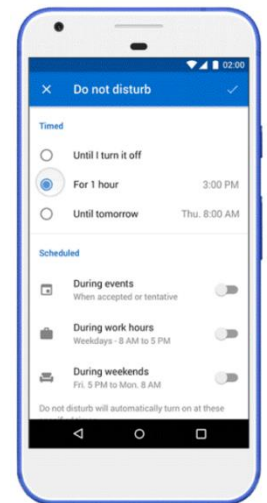 02:00
Do not disturb
Timed
Until I turn it off
For 1 hour 3:00 PM
Until tomorrow Thu. 8:00 AM
Scheduled
During events
When accepted or tentative
During work hours
Weekdays - 8 AM to 5 PM
During weekends
Fri. 5 PM to Mon. 8 AM
Do not disturb will automatically turn on at these